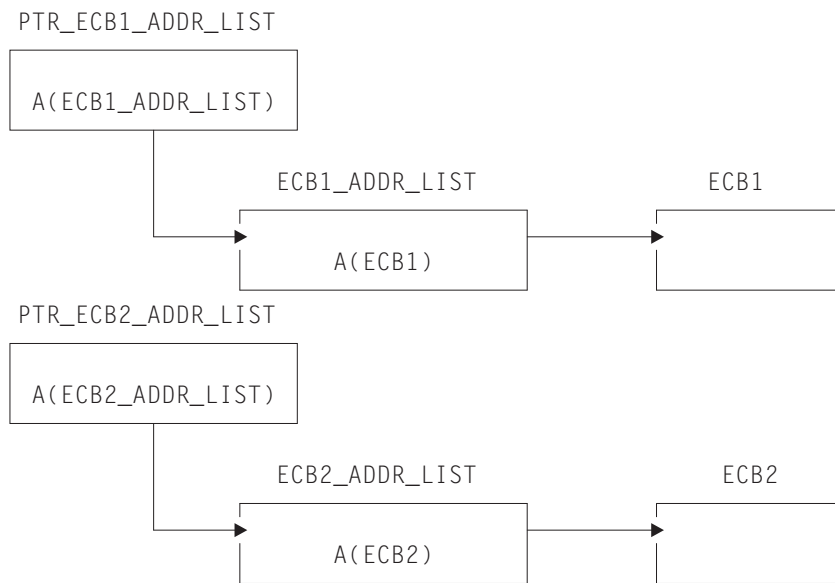 PTR_ECB1_ADDR_LIST
A(ECB1_ADDR_LIST)
ECB1_ADDR_LIST
ECB1
A(ECB1)
PTR_ECB2_ADDR_LIST
A(ECB2_ADDR_LIST)
ECB2_ADDR_LIST
ECB2
A(ECB2)